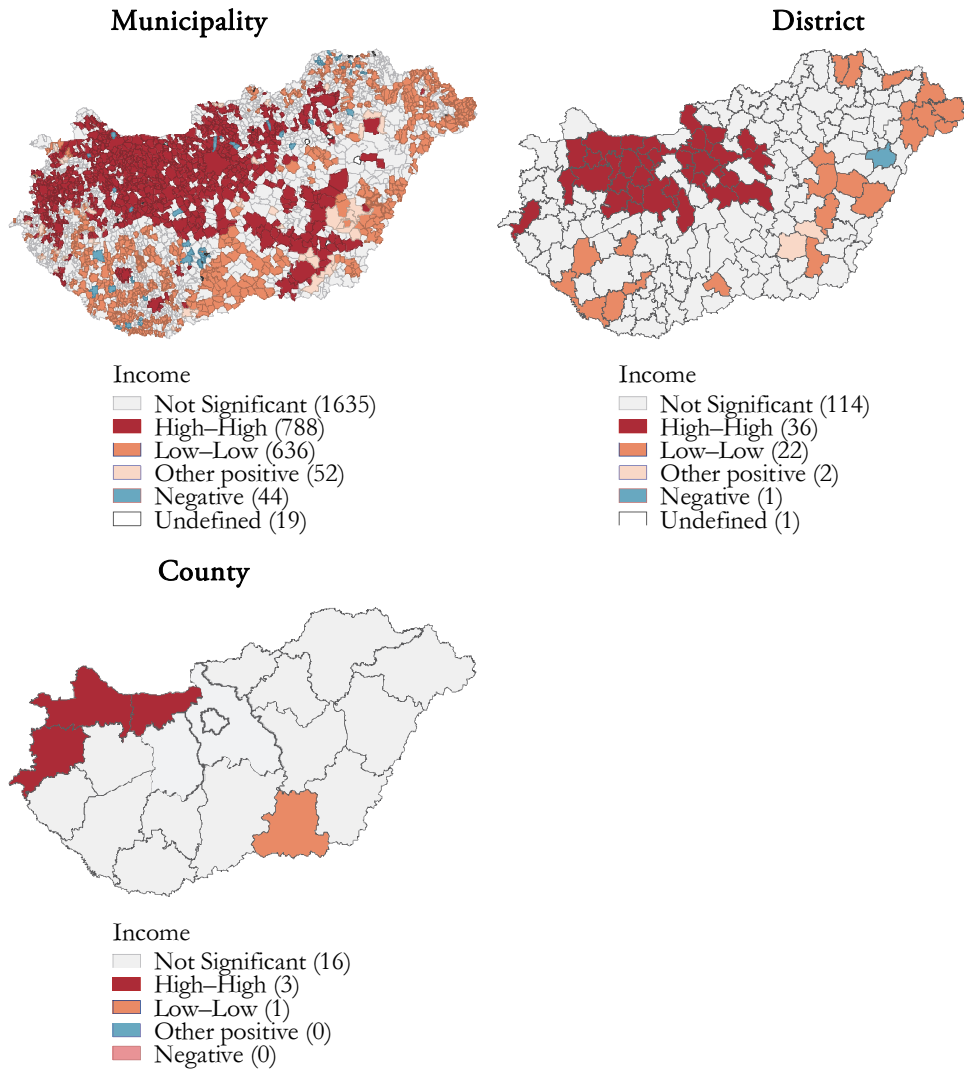 Municipality
Income
Not Significant (1635)
High–High (788)
Low–Low (636)
Other positive (52)
Negative (44)
Undefined (19)
District
Income
Not Significant (114)
High–High (36)
Low–Low (22)
Other positive (2)
Negative (1)
Undefined (1)
County
Income
Not Significant (16)
High–High (3)
Low–Low (1)
Other positive (0)
Negative (0)